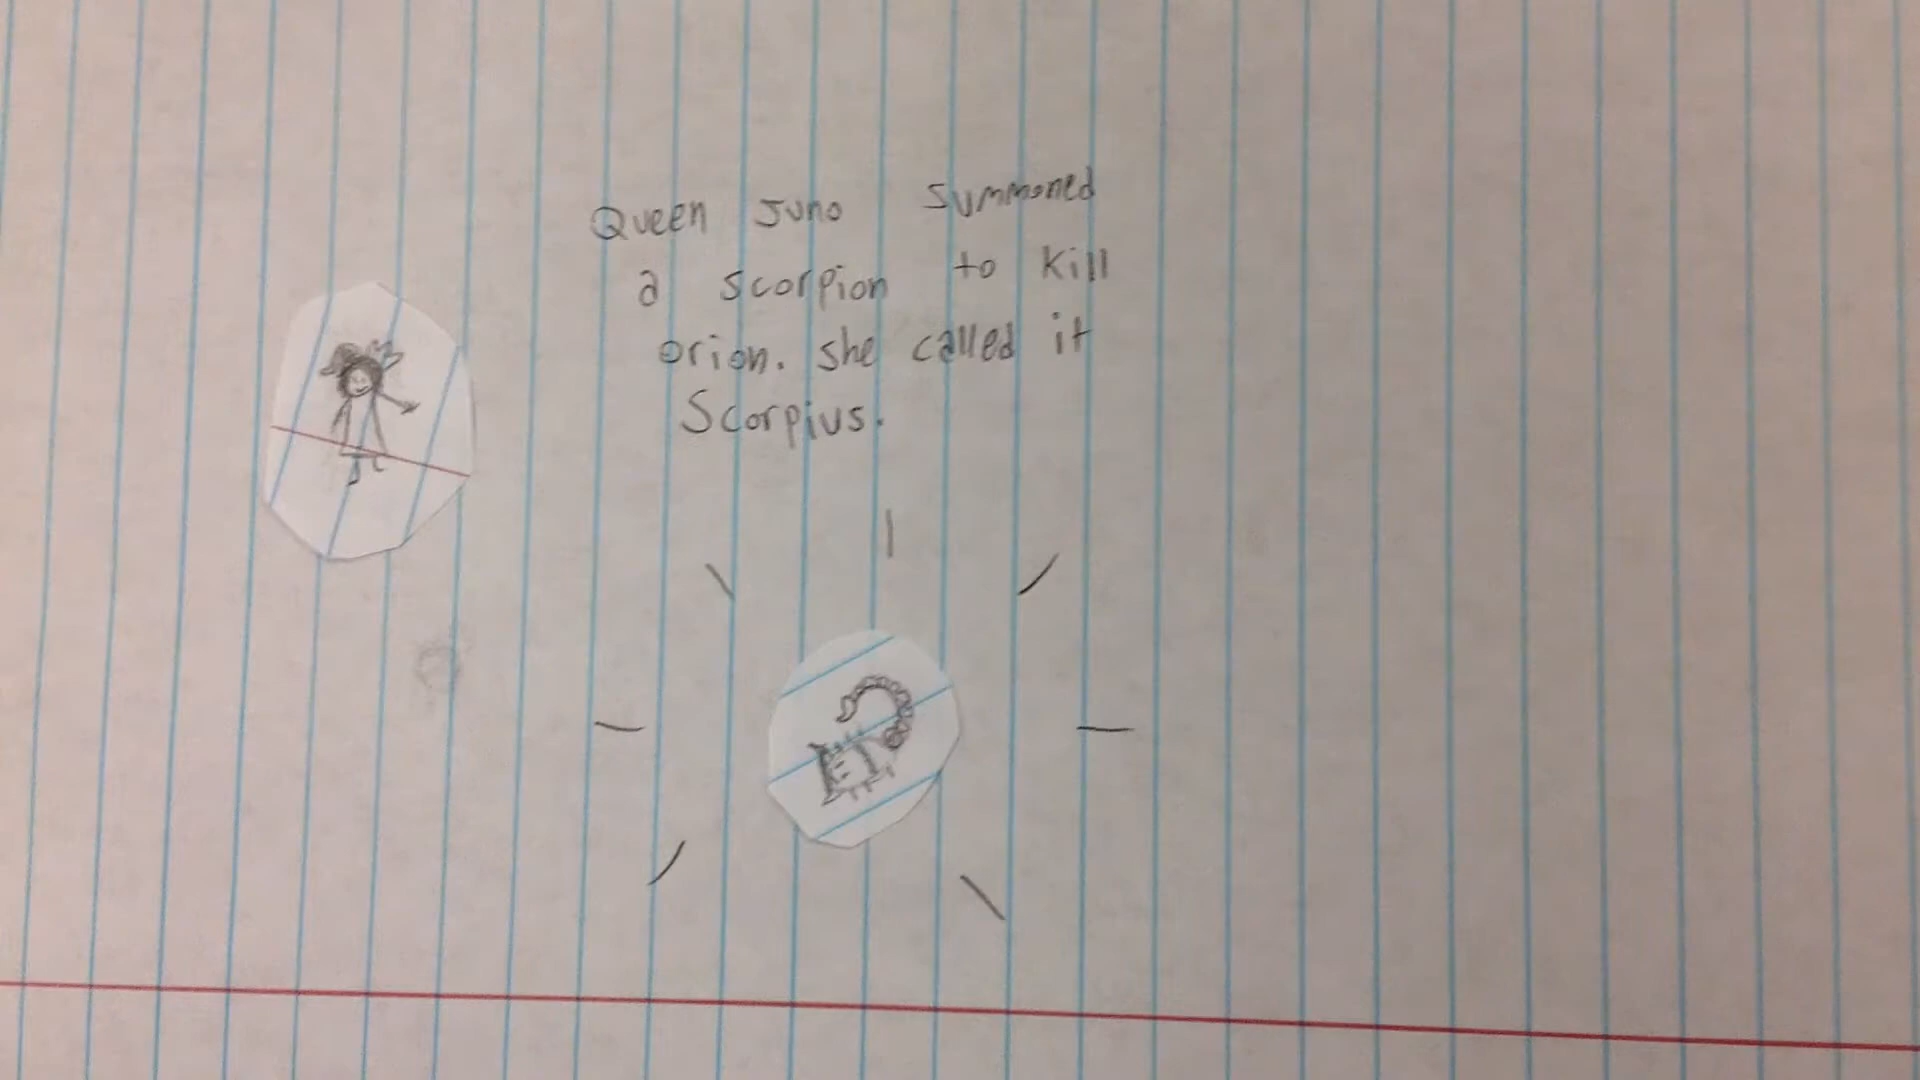 Queen Juno summoned
a scorpion to kill
orion. she called it
Scorpius.